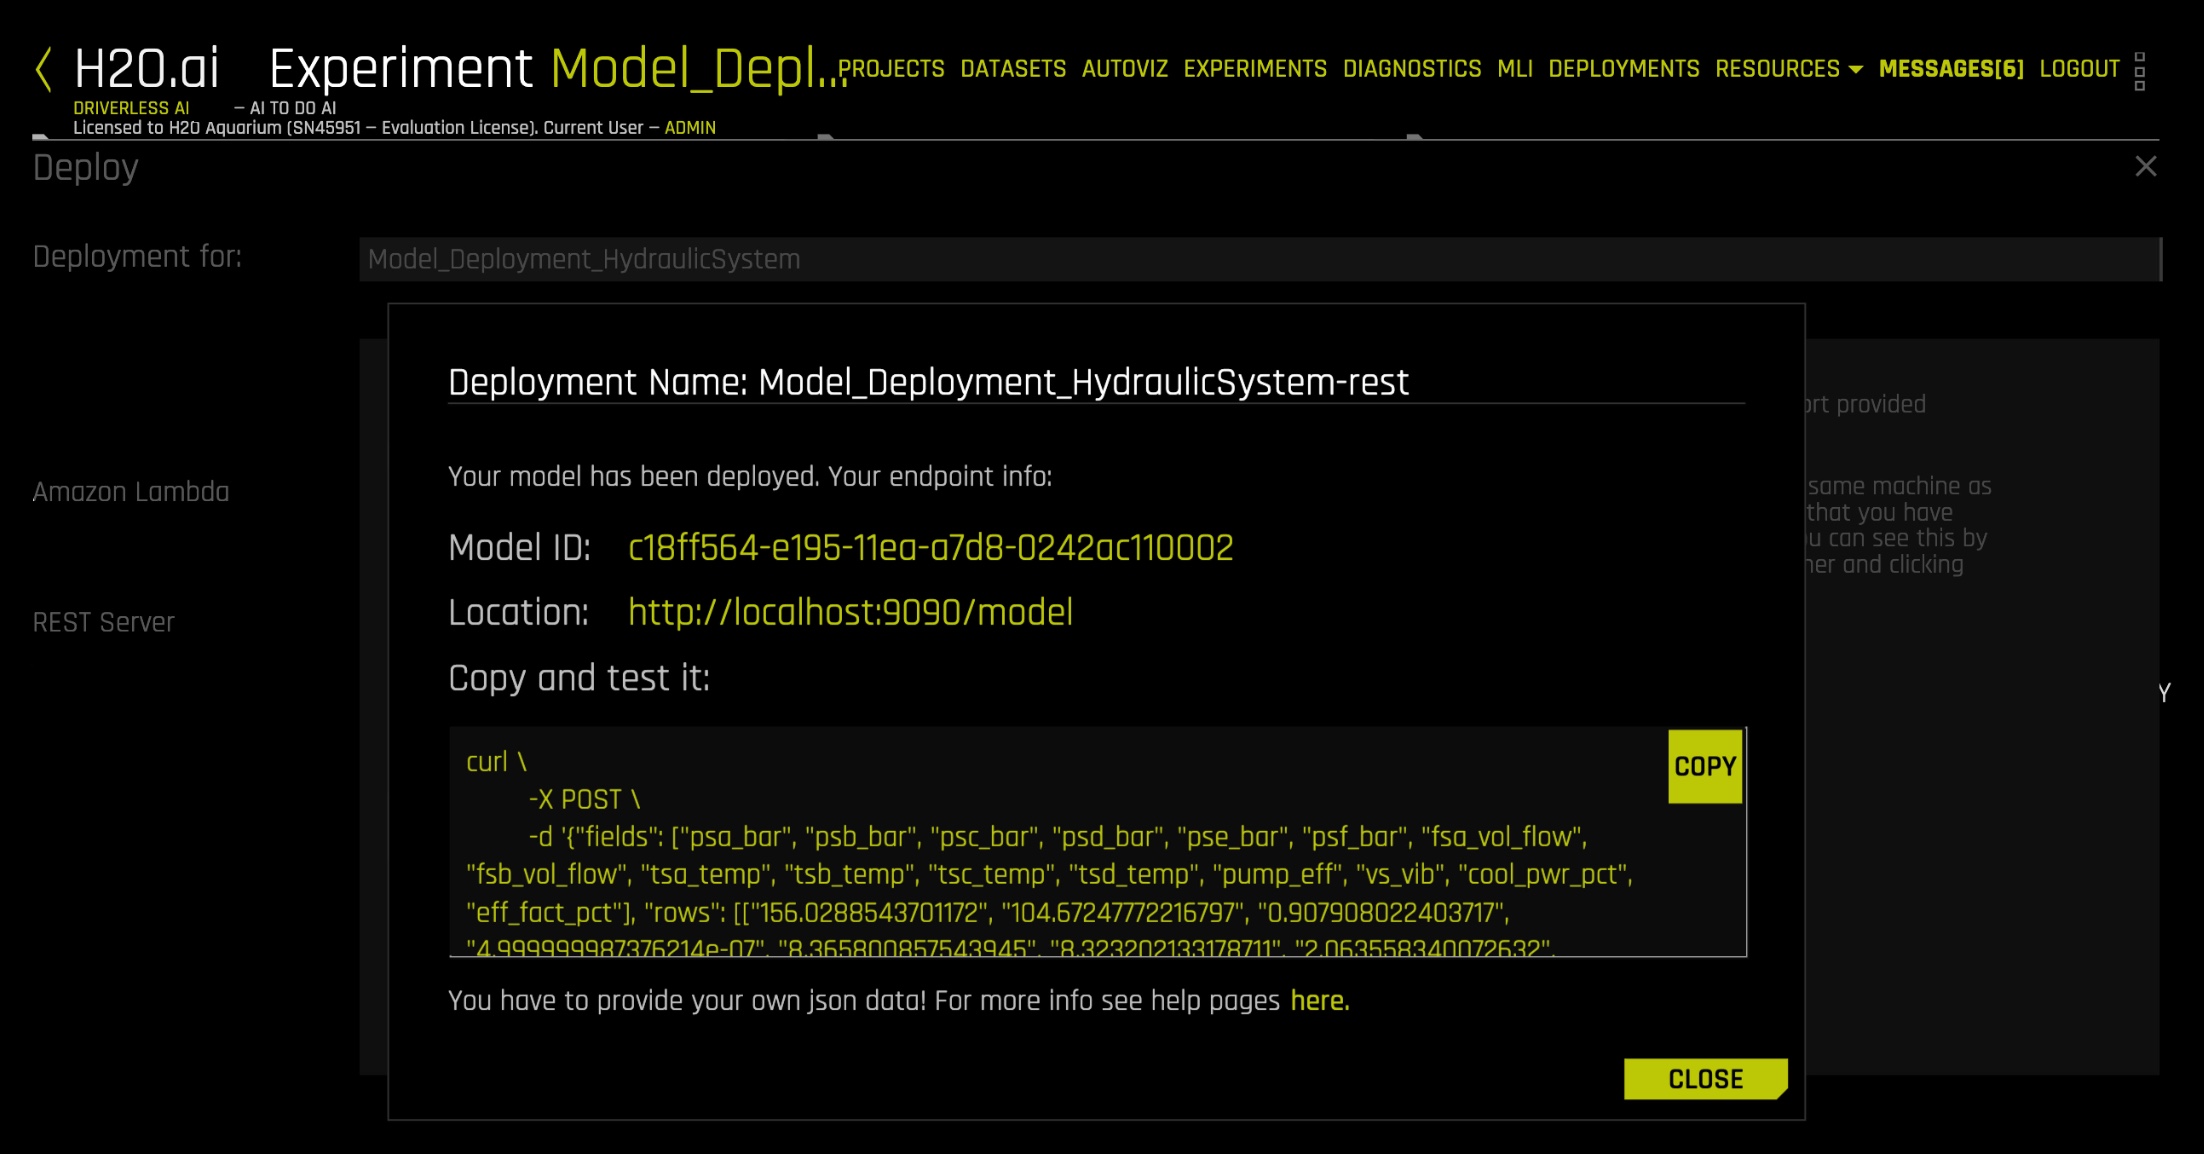 H2O.ai Experiment Model_Depl...
PROJECTS DATASETS AUTOVIZ EXPERIMENTS DIAGNOSTICS MLI DEPLOYMENTS RESOURCES MESSAGES[6] LOGOUT
DRIVERLESS AI – AI TO DO AI
Licensed to H2O Aquarium (SN45951 – Evaluation License). Current User – ADMIN
Deploy
Deployment for: Model_Deployment_HydraulicSystem
Amazon Lambda
REST Server
provided
same machine as
that you have
can see this by
and clicking
Y
Deployment Name: Model_Deployment_HydraulicSystem-rest
Your model has been deployed. Your endpoint info:
Model ID: c18ff564-e195-11ea-a7d8-0242ac110002
Location: http://localhost:9090/model
Copy and test it:
COPY
curl \
-X POST \
-d '{"fields": ["psa_bar", "psb_bar", "psc_bar", "psd_bar", "pse_bar", "psf_bar", "fsa_vol_flow",
"fsb_vol_flow", "tsa_temp", "tsb_temp", "tsc_temp", "tsd_temp", "pump_eff", "vs_vib", "cool_pwr_pct",
"eff_fact_pct"], "rows": [["156.0288543701172", "104.67247772216797", "0.907908022403717",
"4.999999987376214e-07", "8.365800857543945", "8.323202133178711", "2.063558340072632",
You have to provide your own json data! For more info see help pages here.
CLOSE